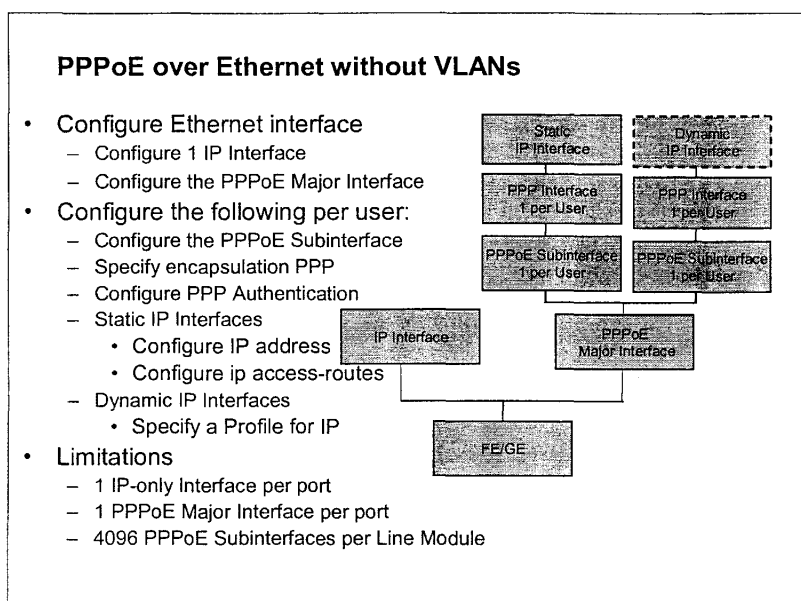 PPPoE over Ethernet without VLANs
• Configure Ethernet interface
– Configure 1 IP Interface
– Configure the PPPoE Major Interface
• Configure the following per user:
– Configure the PPPoE Subinterface
– Specify encapsulation PPP
– Configure PPP Authentication
– Static IP Interfaces
• Configure IP address
• Configure ip access-routes
– Dynamic IP Interfaces
• Specify a Profile for IP
• Limitations
– 1 IP-only Interface per port
– 1 PPPoE Major Interface per port
– 4096 PPPoE Subinterfaces per Line Module
Static
IP Interface
Dynamic
IP Interface
PPP Interface
1 per User
PPP Interface
1 per User
PPPoE Subinterface
1 per User
PPPoE Subinterface
1 per User
IP Interface
PPPoE
Major Interface
FE/GE